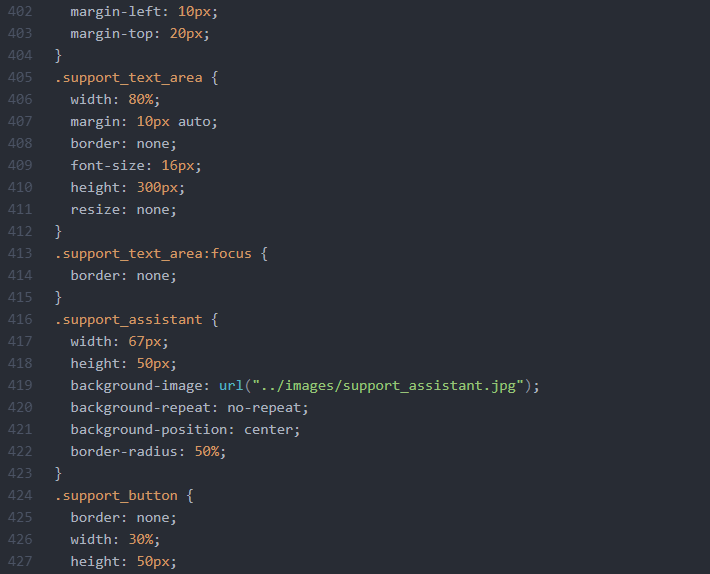 402 margin-left: 10px;
403 margin-top: 20px;
404 }
405 .support_text_area {
406 width: 80%;
407 margin: 10px auto;
408 border: none;
409 font-size: 16px;
410 height: 300px;
411 resize: none;
412 }
413 .support_text_area:focus {
414 border: none;
415 }
416 .support_assistant {
417 width: 67px;
418 height: 50px;
419 background-image: url("../images/support_assistant.jpg");
420 background-repeat: no-repeat;
421 background-position: center;
422 border-radius: 50%;
423 }
424 .support_button {
425 border: none;
426 width: 30%;
427 height: 50px;